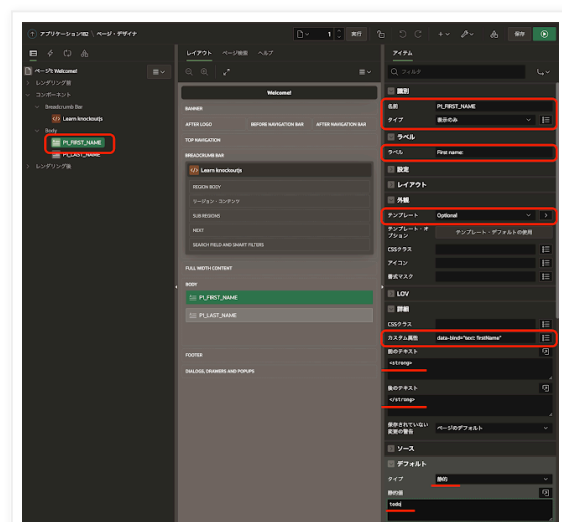 アプリケーション182 \ ページ・デザイナ
1
実行
保存
ページ1: Welcome!
レンダリング前
コンポーネント
Breadcrumb Bar
Learn knockoutjs
Body
P1_FIRST_NAME
P1_LAST_NAME
レンダリング後
レイアウト ページ検索 ヘルプ
Welcome!
BANNER
AFTER LOGO BEFORE NAVIGATION BAR AFTER NAVIGATION BAR
TOP NAVIGATION
BREADCRUMB BAR
Learn knockoutjs
REGION BODY
リージョン・コンテンツ
SUB REGIONS
NEXT
SEARCH FIELD AND SMART FILTERS
FULL WIDTH CONTENT
BODY
P1_FIRST_NAME
P1_LAST_NAME
FOOTER
DIALOGS, DRAWERS AND POPUPS
アイテム
フィルタ
識別
名前 P1_FIRST_NAME
タイプ 表示のみ
ラベル
ラベル First name:
設定
レイアウト
外観
テンプレート Optional
テンプレート・オプション テンプレート・デフォルトの使用
CSSクラス
アイコン
書式マスク
LOV
詳細
CSSクラス
カスタム属性 data-bind="text: firstName"
前のテキスト
<strong>
後のテキスト
</strong>
保存されていない変更の警告 ページのデフォルト
ソース
デフォルト
タイプ 静的
静的値
todo